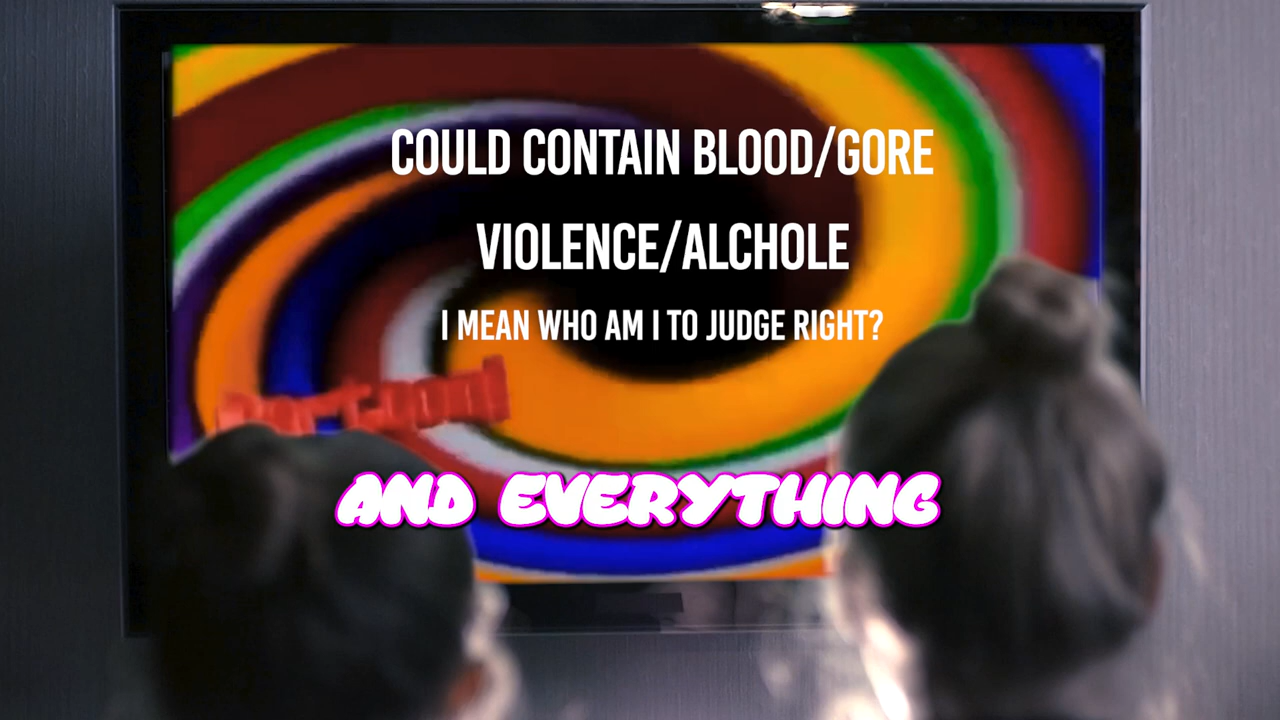 COULD CONTAIN BLOOD/GORE
VIOLENCE/ALCHOLE
I MEAN WHO AM I TO JUDGE RIGHT?
AND EVERYTHING